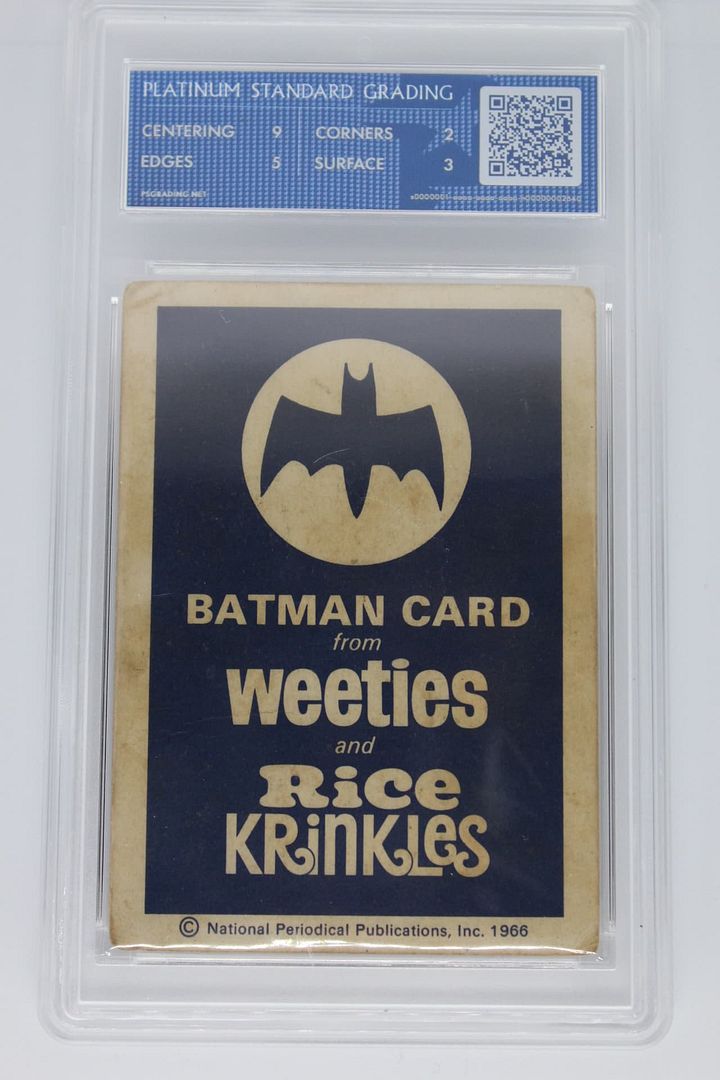 PLATINUM STANDARD GRADING
CENTERING 9 CORNERS 2
EDGES 5 SURFACE 3
PSGRADING.NET
BATMAN CARD
from
weeties
and
Rice
KRiNKLes
© National Periodical Publications, Inc. 1966